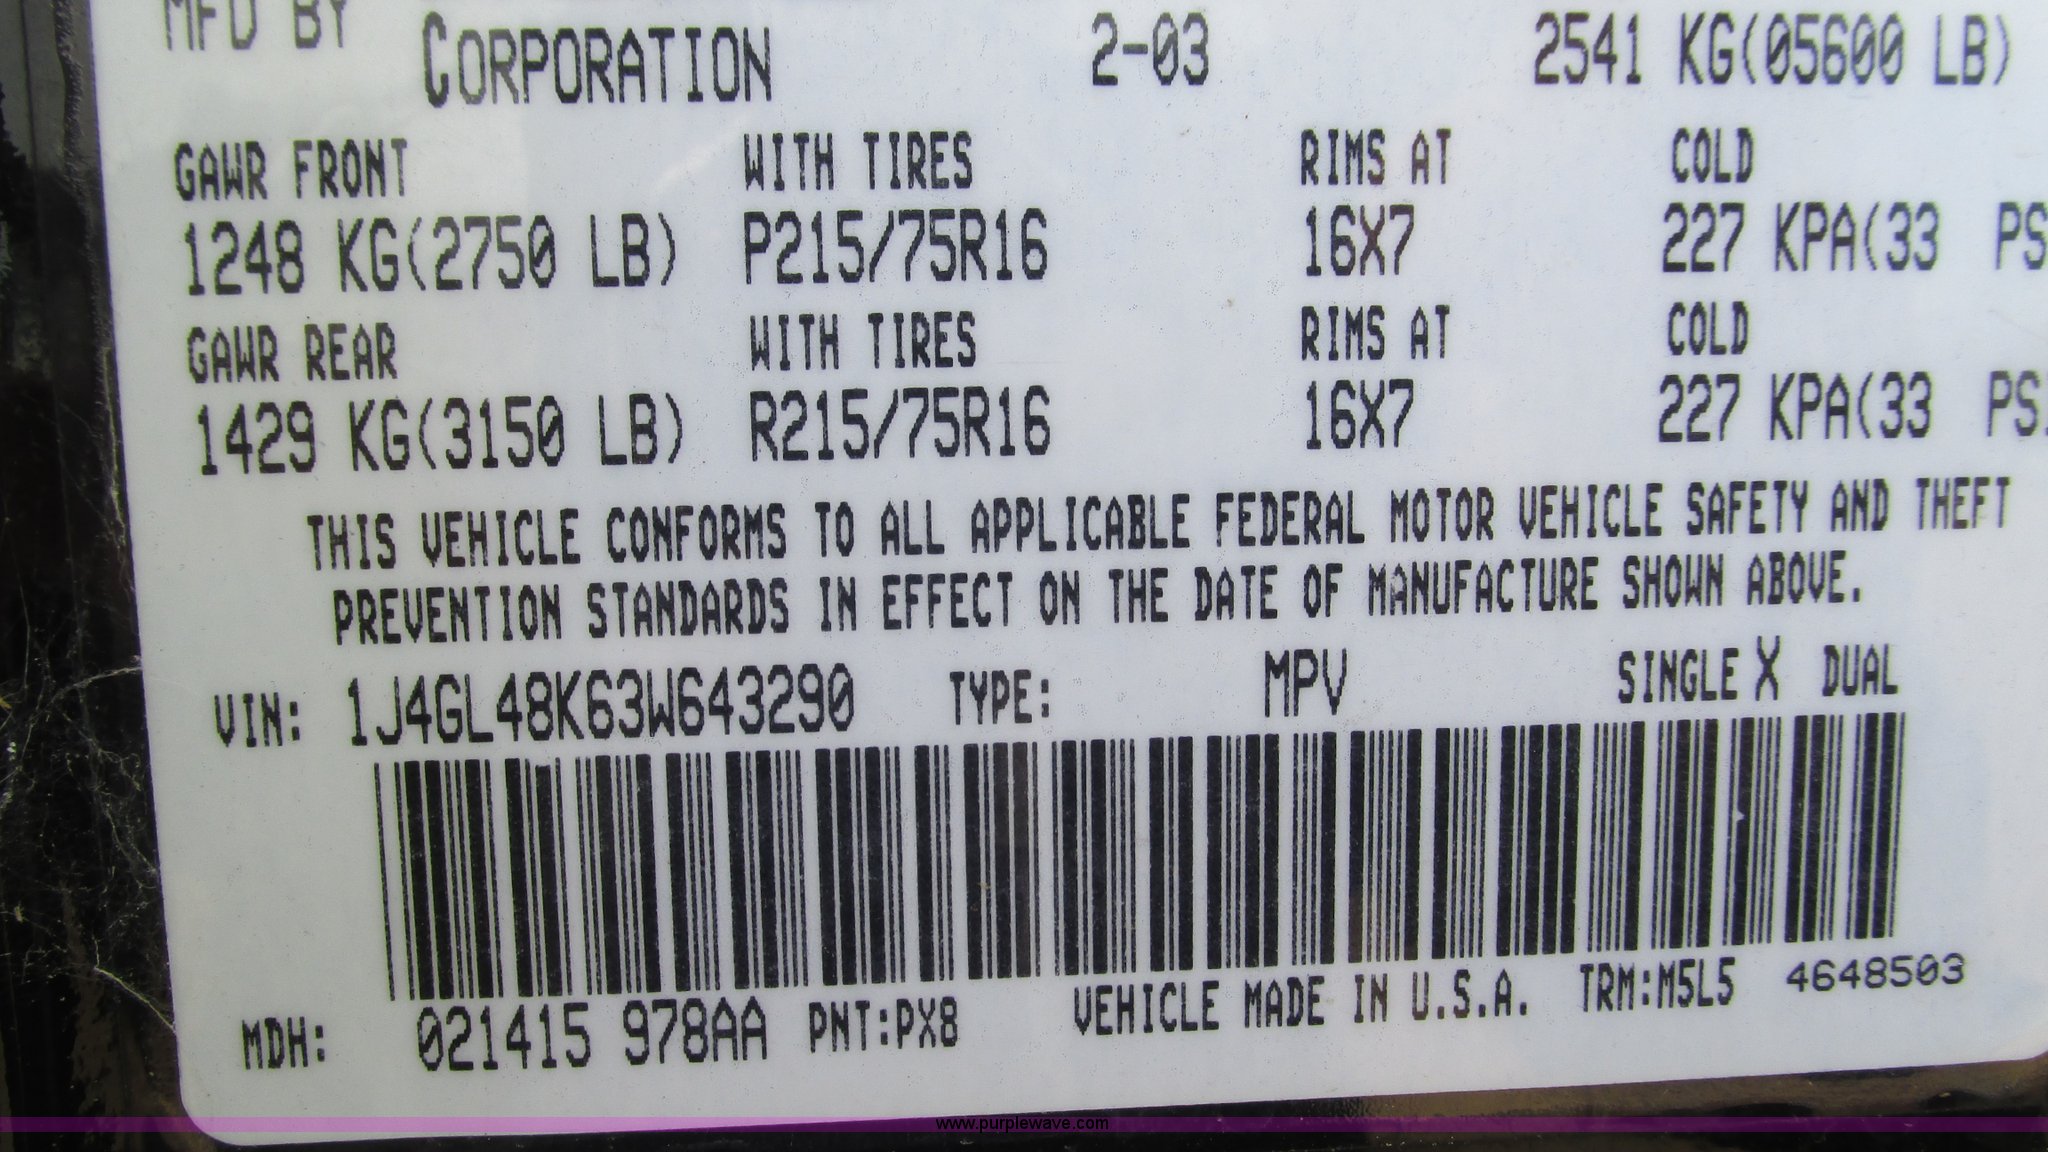 MFD BY CORPORATION 2-03 2541 KG(05600 LB)
GAWR FRONT WITH TIRES RIMS AT COLD
1248 KG(2750 LB) P215/75R16 16X7 227 KPA(33 PS
GAWR REAR WITH TIRES RIMS AT COLD
1429 KG(3150 LB) R215/75R16 16X7 227 KPA(33 PS
THIS VEHICLE CONFORMS TO ALL APPLICABLE FEDERAL MOTOR VEHICLE SAFETY AND THEFT
PREVENTION STANDARDS IN EFFECT ON THE DATE OF MANUFACTURE SHOWN ABOVE.
VIN: 1J4GL48K63W643290 TYPE: MPV SINGLE X DUAL
MDH: 021415 978AA PNT:PX8 VEHICLE MADE IN U.S.A. TRM:M5L5 4648503
www.purplewave.com